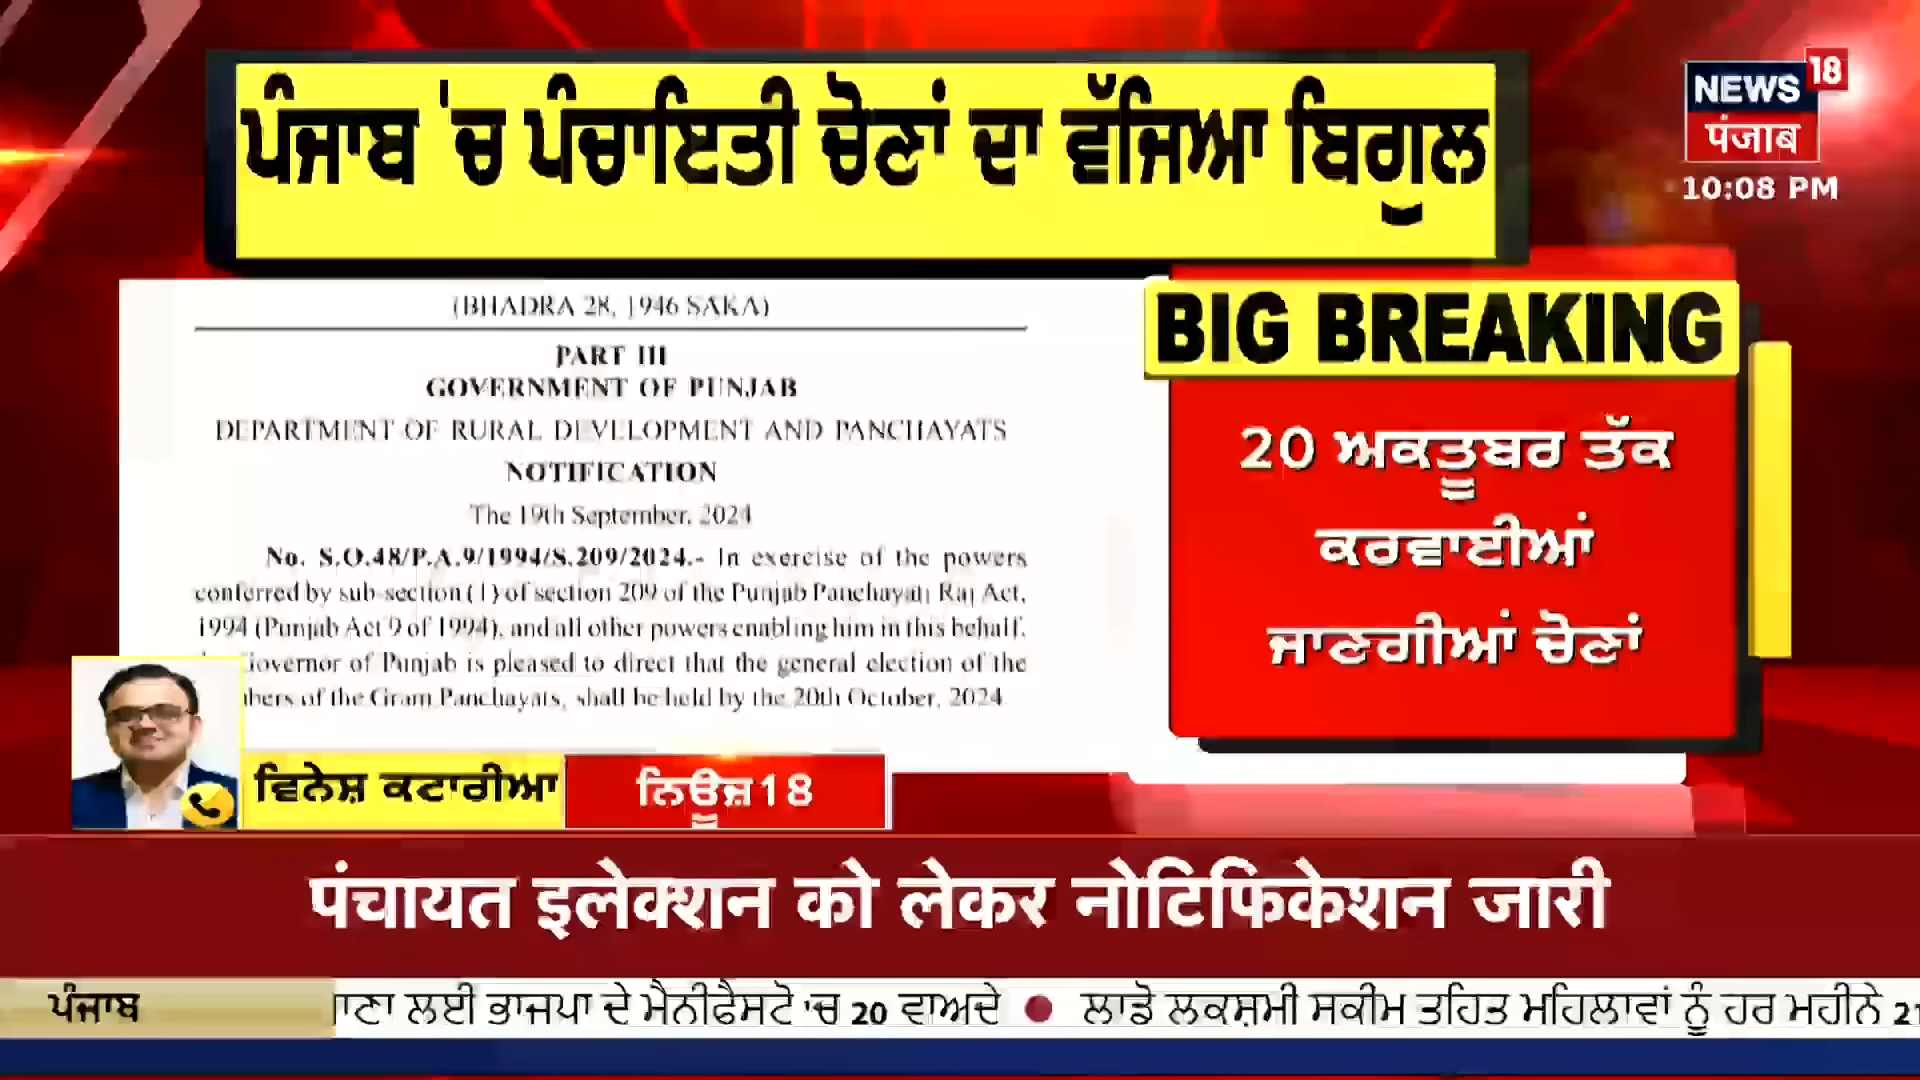 ਪੰਜਾਬ 'ਚ ਪੰਚਾਇਤੀ ਚੋਣਾਂ ਦਾ ਵੱਜਿਆ ਬਿਗੁਲ
NEWS 18
ਪੰਜਾਬ
10:08 PM
(BHADRA 28, 1946 SAKA)
PART III
GOVERNMENT OF PUNJAB
DEPARTMENT OF RURAL DEVELOPMENT AND PANCHAYATS
NOTIFICATION
The 19th September, 2024
No. S.O.48/P.A.9/1994/S.209/2024.- In exercise of the powers
conferred by sub-section (1) of section 209 of the Punjab Panchayati Raj Act,
1994 (Punjab Act 9 of 1994), and all other powers enabling him in this behalf,
Governor of Punjab is pleased to direct that the general election of the
of the Gram Panchayats, shall be held by the 20th October, 2024
BIG BREAKING
20 ਅਕਤੂਬਰ ਤੱਕ
ਕਰਵਾਈਆਂ
ਜਾਣਗੀਆਂ ਚੋਣਾਂ
ਵਿਨੇਸ਼ ਕਟਾਰੀਆ
ਨਿਊਜ਼18
पंचायत इलेक्शन को लेकर नोटिफिकेशन जारी
ਪੰਜਾਬ
ਲਈ ਭਾਜਪਾ ਦੇ ਮੈਨੀਫੈਸਟੋ 'ਚ 20 ਵਾਅਦੇ ● ਲਾਡੋ ਲਕਸ਼ਮੀ ਸਕੀਮ ਤਹਿਤ ਮਹਿਲਾਵਾਂ ਨੂੰ ਹਰ ਮਹੀਨੇ